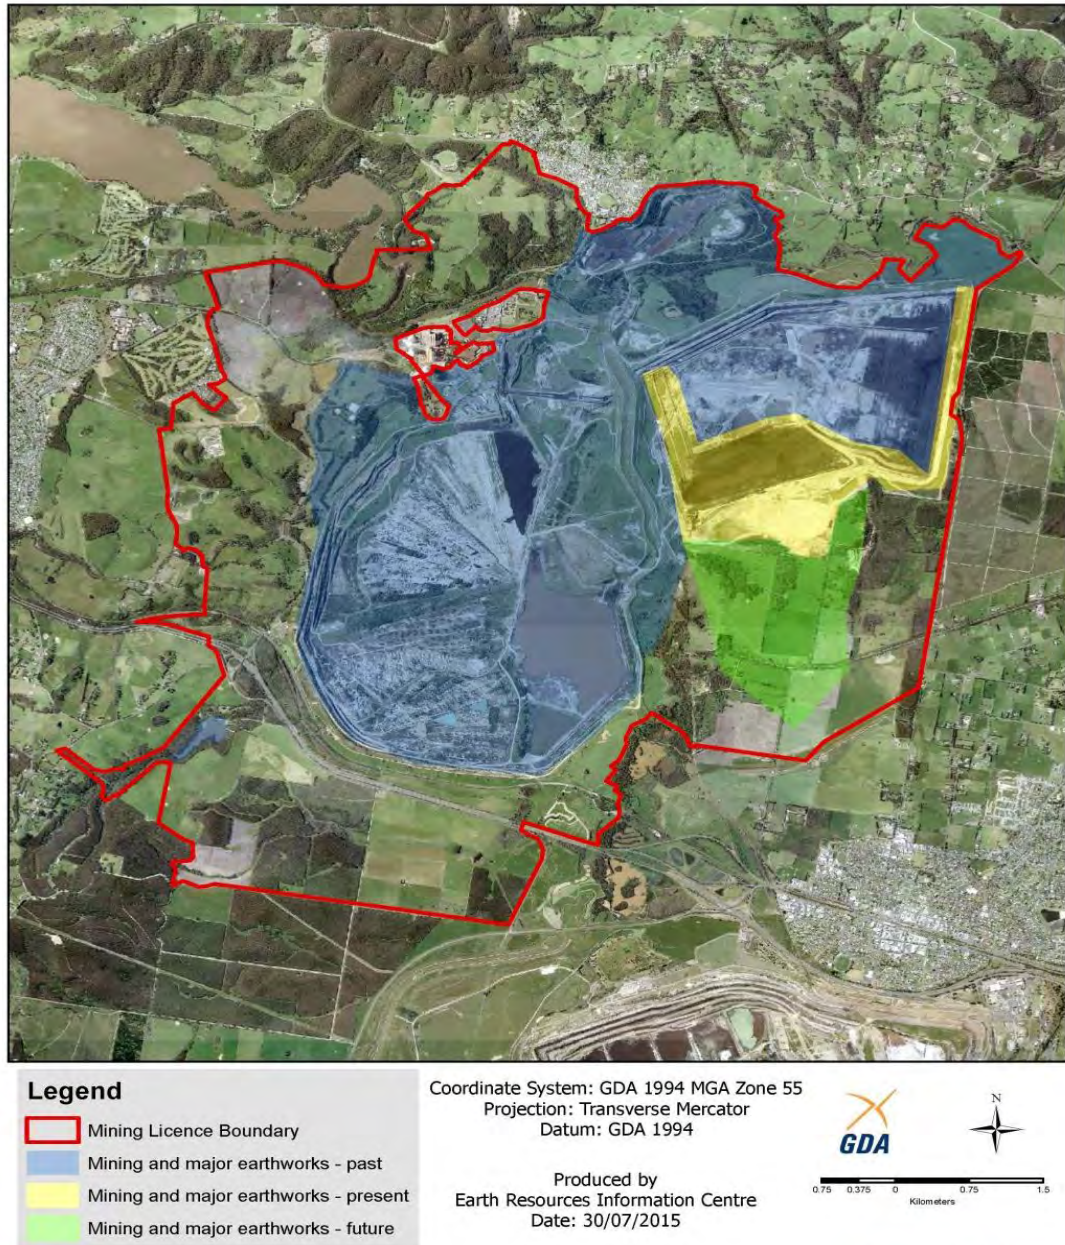 Legend
Mining Licence Boundary
Mining and major earthworks - past
Mining and major earthworks - present
Mining and major earthworks - future
Coordinate System: GDA 1994 MGA Zone 55
Projection: Transverse Mercator
Datum: GDA 1994
Produced by
Earth Resources Information Centre
Date: 30/07/2015
GDA
N
0.75 0.375 0 0.75 1.5
Kilometers